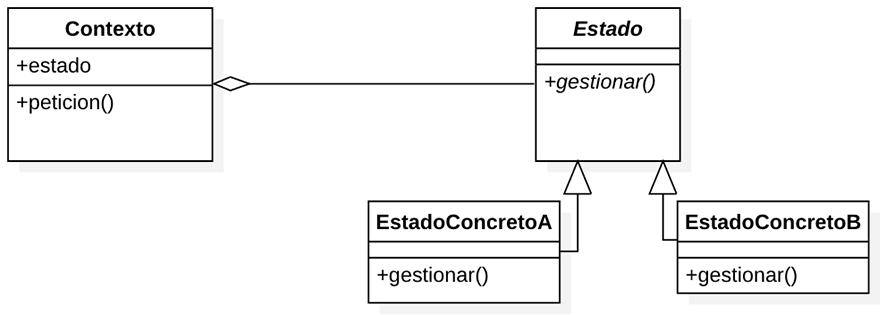 Contexto
+estado
+peticion()
Estado
+gestionar()
EstadoConcretoA
+gestionar()
EstadoConcretoB
+gestionar()